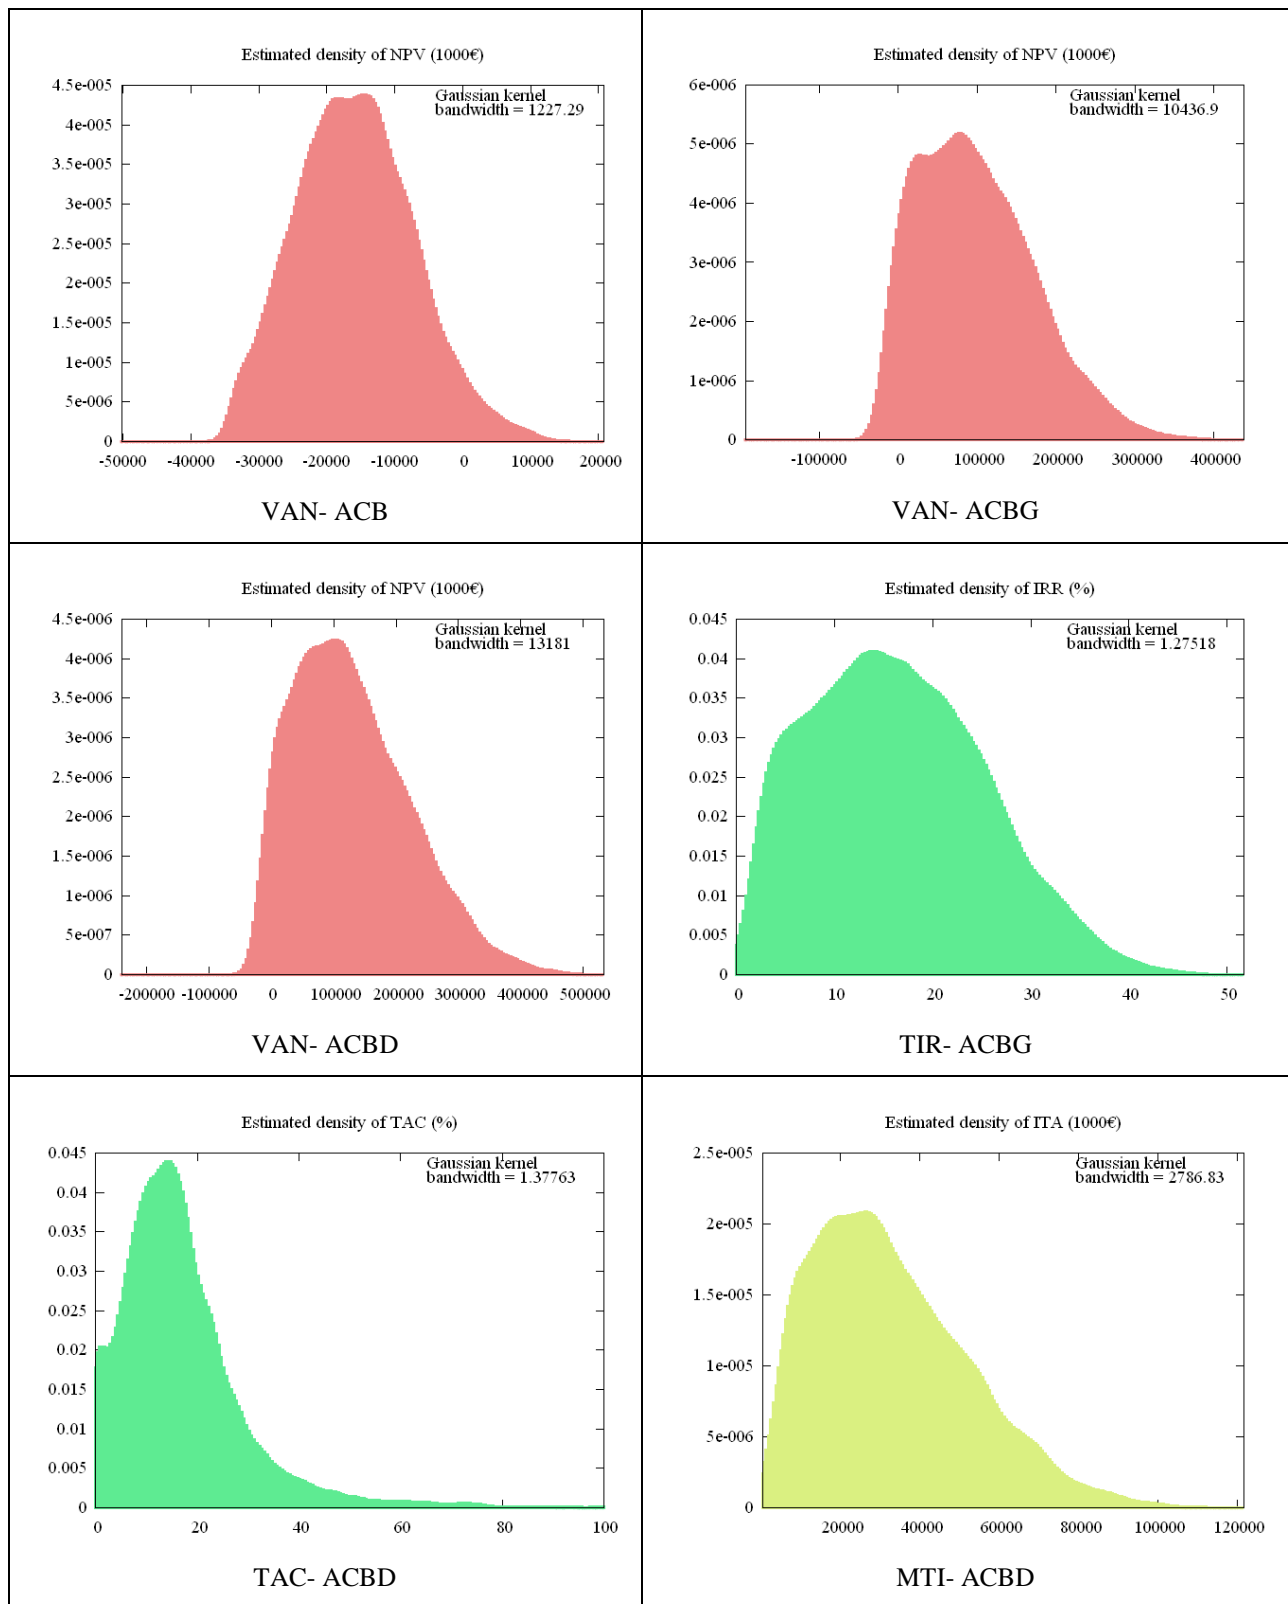 Estimated density of NPV (1000€)
Gaussian kernel
bandwidth = 1227.29
4.5e-005
4e-005
3.5e-005
3e-005
2.5e-005
2e-005
1.5e-005
1e-005
5e-006
0
-50000 -40000 -30000 -20000 -10000 0 10000 20000
VAN- ACB
Estimated density of NPV (1000€)
Gaussian kernel
bandwidth = 10436.9
6e-006
5e-006
4e-006
3e-006
2e-006
1e-006
0
-100000 0 100000 200000 300000 400000
VAN- ACBG
Estimated density of NPV (1000€)
Gaussian kernel
bandwidth = 13181
4.5e-006
4e-006
3.5e-006
3e-006
2.5e-006
2e-006
1.5e-006
1e-006
5e-007
0
-200000 -100000 0 100000 200000 300000 400000 500000
VAN- ACBD
Estimated density of IRR (%)
Gaussian kernel
bandwidth = 1.27518
0.045
0.04
0.035
0.03
0.025
0.02
0.015
0.01
0.005
0
0 10 20 30 40 50
TIR- ACBG
Estimated density of TAC (%)
Gaussian kernel
bandwidth = 1.37763
0.045
0.04
0.035
0.03
0.025
0.02
0.015
0.01
0.005
0
0 20 40 60 80 100
TAC- ACBD
Estimated density of ITA (1000€)
Gaussian kernel
bandwidth = 2786.83
2.5e-005
2e-005
1.5e-005
1e-005
5e-006
0
20000 40000 60000 80000 100000 120000
MTI- ACBD